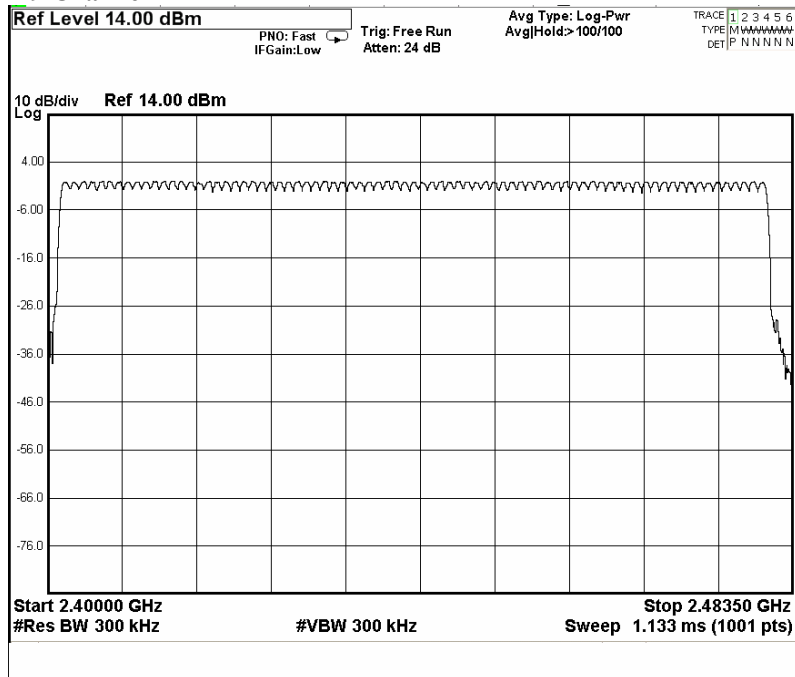 Ref Level 14.00 dBm
PNO: Fast
IFGain:Low
Trig: Free Run
Atten: 24 dB
Avg Type: Log-Pwr
Avg|Hold:>100/100
TRACE 1 2 3 4 5 6
TYPE M
DET P N N N N N
10 dB/div Ref 14.00 dBm
Log
4.00
-6.00
-16.0
-26.0
-36.0
-46.0
-56.0
-66.0
-76.0
Start 2.40000 GHz Stop 2.48350 GHz
#Res BW 300 kHz #VBW 300 kHz Sweep 1.133 ms (1001 pts)